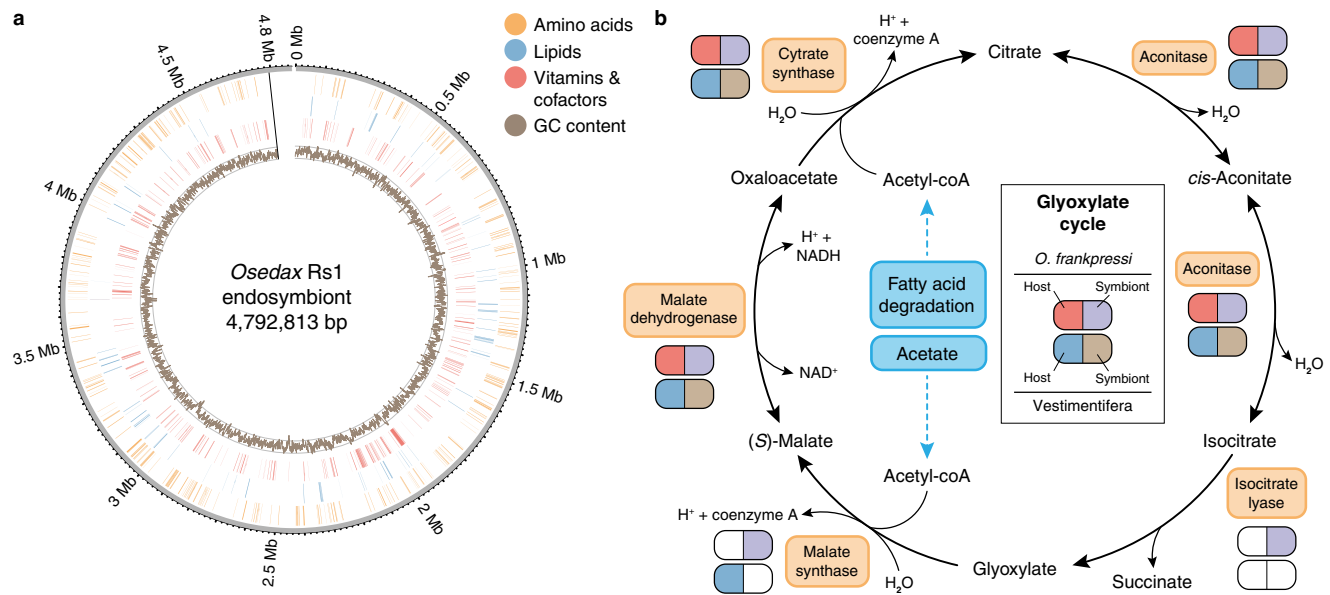 a
Amino acids
Lipids
Vitamins &
cofactors
GC content
0 Mb
0.5 Mb
1 Mb
1.5 Mb
2 Mb
2.5 Mb
3 Mb
3.5 Mb
4 Mb
4.5 Mb
4.8 Mb
Osedax Rs1
endosymbiont
4,792,813 bp
b
Cytrate
synthase
H⁺ +
coenzyme A
H₂O
Citrate
Aconitase
H₂O
Oxaloacetate
Acetyl-coA
cis-Aconitate
H⁺ +
NADH
Malate
dehydrogenase
NAD⁺
Fatty acid
degradation
Acetate
Glyoxylate
cycle
O. frankpressi
Host
Symbiont
Host
Symbiont
Vestimentifera
Aconitase
H₂O
(S)-Malate
Acetyl-coA
Isocitrate
Isocitrate
lyase
H⁺ + coenzyme A
Malate
synthase
H₂O
Glyoxylate
Succinate